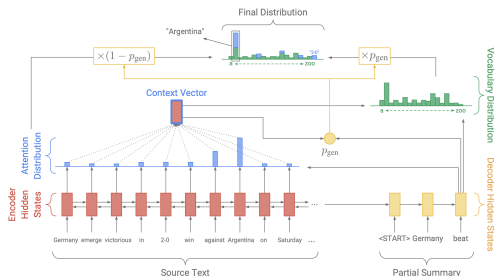 Final Distribution
"Argentina"
"2-0"
a
zoo
×(1 − pgen)
×pgen
Context Vector
a
zoo
Vocabulary Distribution
Attention Distribution
pgen
Encoder Hidden States
Decoder Hidden States
...
Germany emerge victorious in 2-0 win against Argentina on Saturday ...
<START> Germany beat
Source Text
Partial Summary